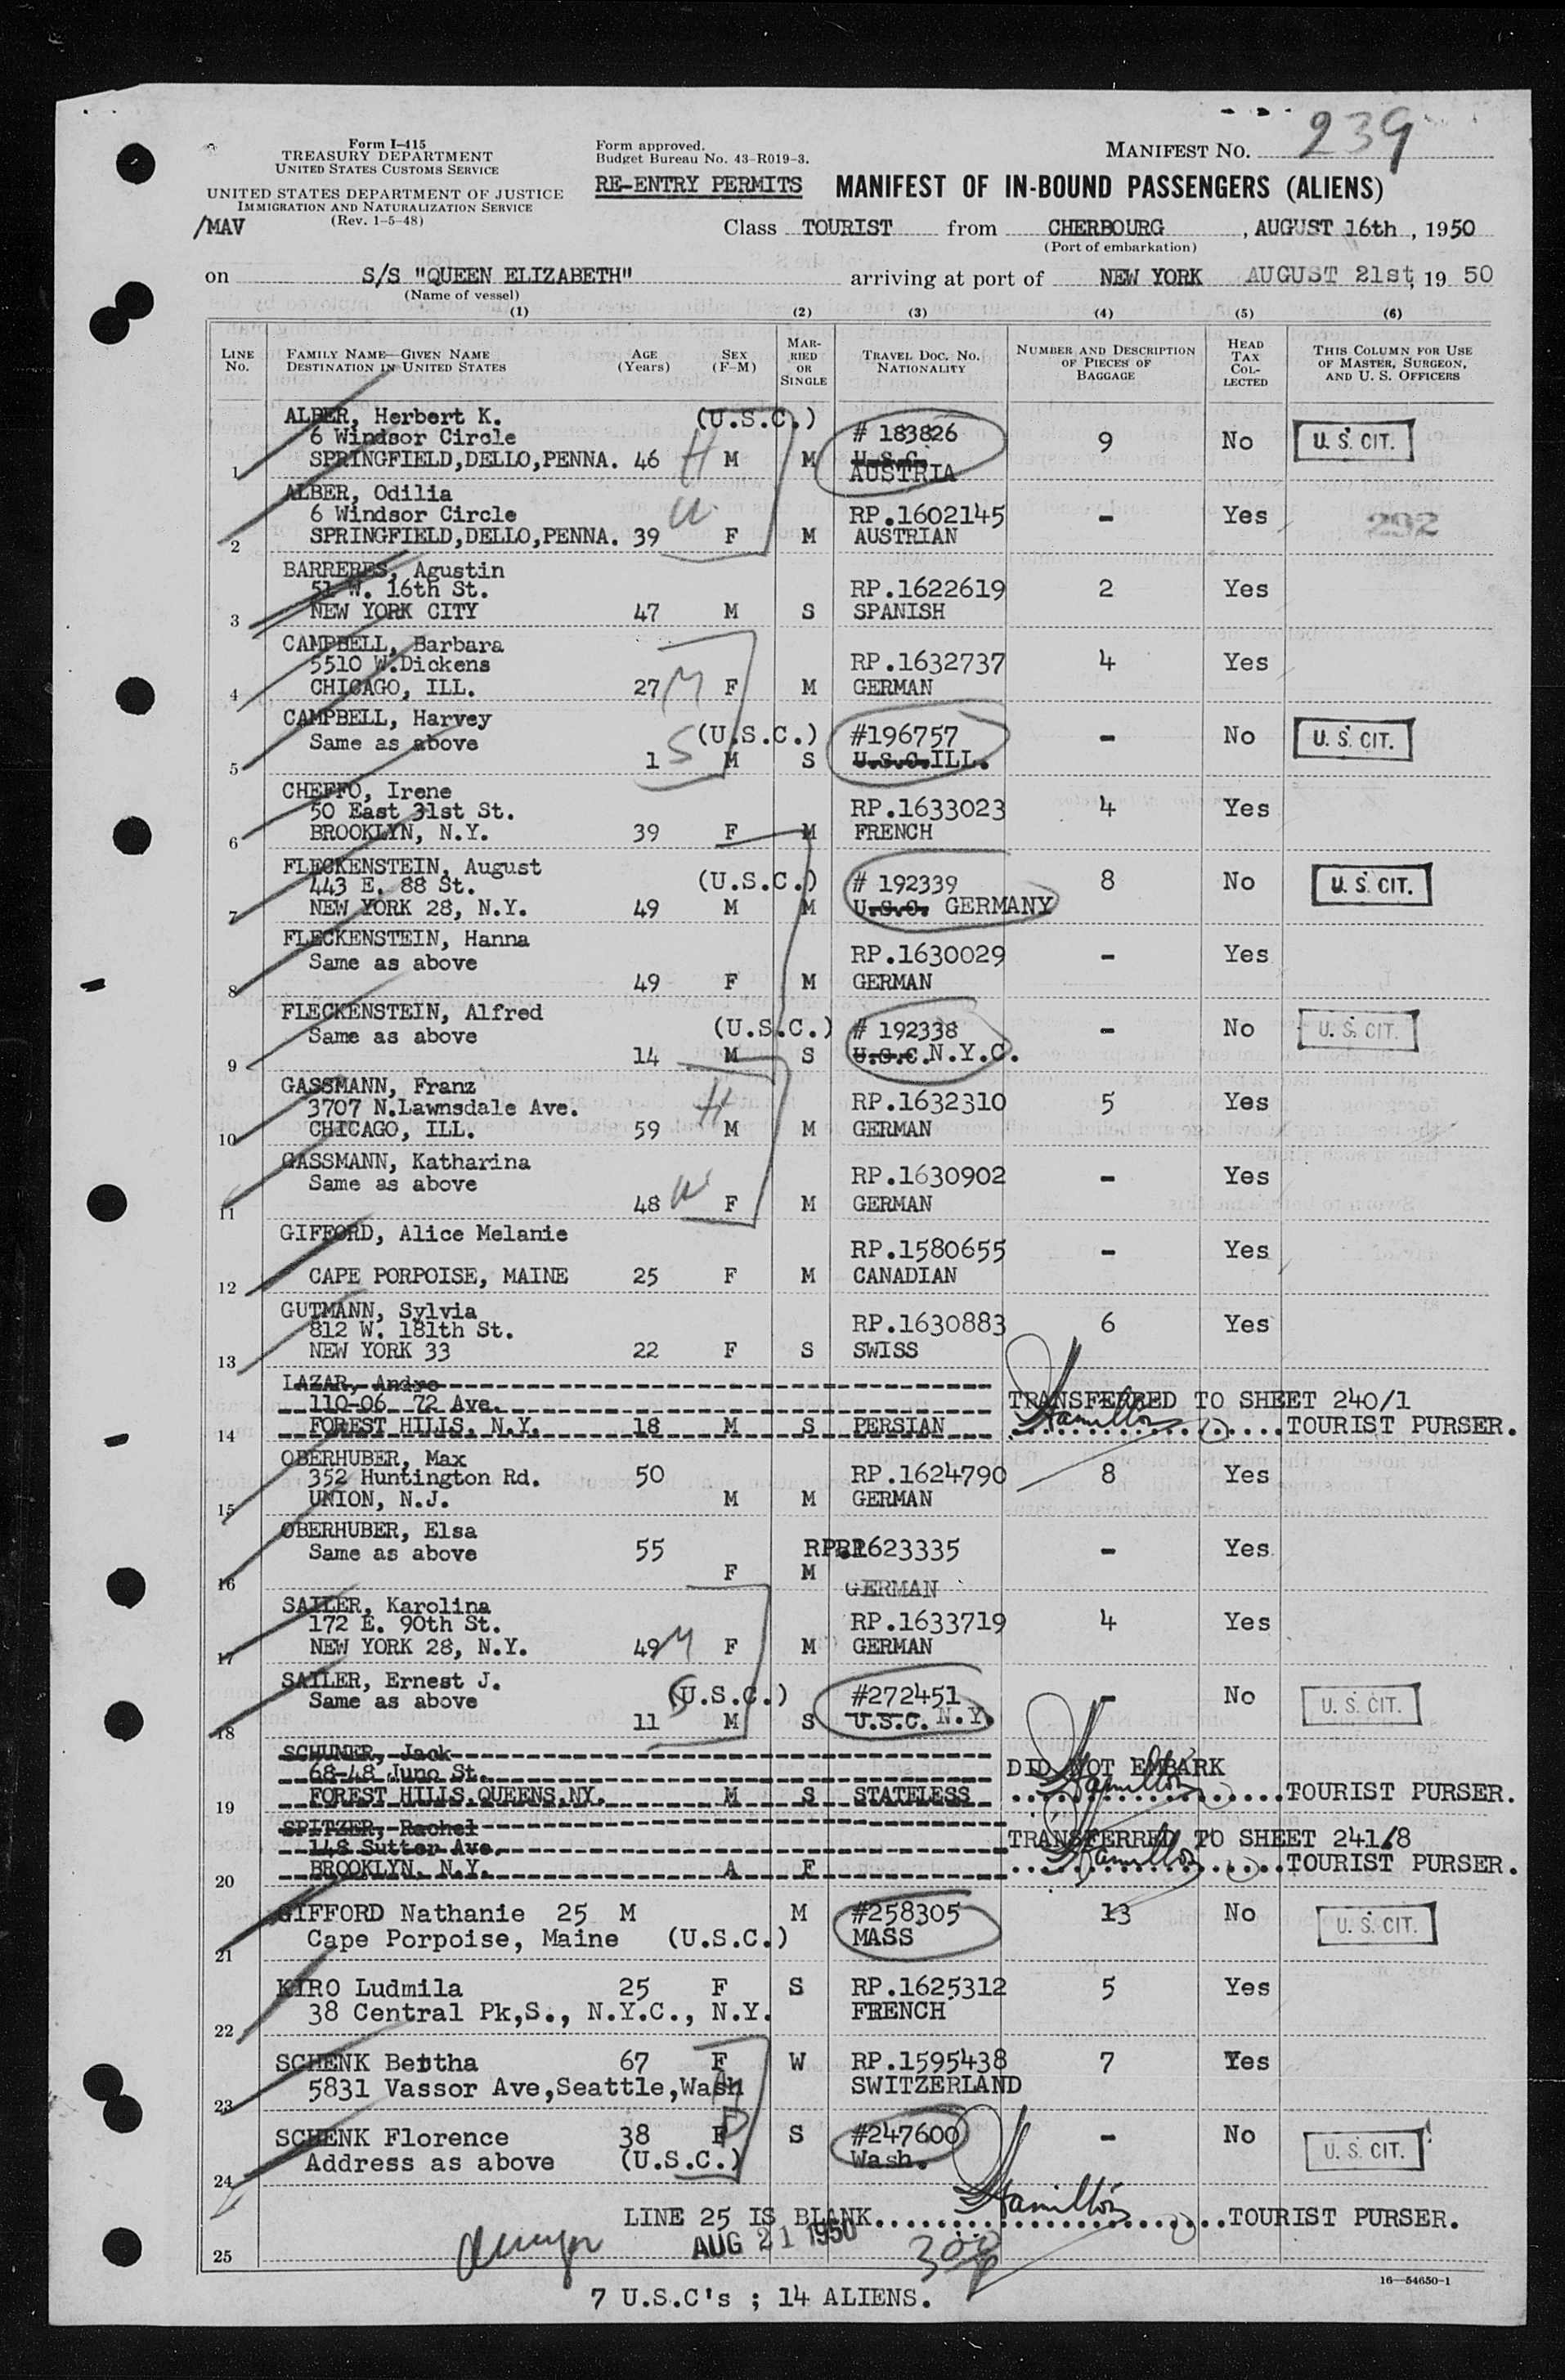 239
Form I-415
TREASURY DEPARTMENT
UNITED STATES CUSTOMS SERVICE
UNITED STATES DEPARTMENT OF JUSTICE
IMMIGRATION AND NATURALIZATION SERVICE
(Rev. 1-5-48)
/MAV
Form approved.
Budget Bureau No. 43-R019-3.
MANIFEST NO.
RE-ENTRY PERMITS MANIFEST OF IN-BOUND PASSENGERS (ALIENS)
Class TOURIST from CHERBOURG, AUGUST 16th, 1950
(Port of embarkation)
on S/S "QUEEN ELIZABETH" arriving at port of NEW YORK AUGUST 21st, 19 50
(Name of vessel)
(1) (2) (3) (4) (5) (6)
LINE No. FAMILY NAME—GIVEN NAME DESTINATION IN UNITED STATES AGE (Years) SEX (F-M) MARRIED OR SINGLE TRAVEL DOC. NO. NATIONALITY NUMBER AND DESCRIPTION OF PIECES OF BAGGAGE HEAD TAX COLLECTED THIS COLUMN FOR USE OF MASTER, SURGEON, AND U. S. OFFICERS
ALBER, Herbert K. (U.S.C.)
6 Windsor Circle # 183826 9 No U. S. CIT.
1 SPRINGFIELD,DELLO,PENNA. 46 H M M U.S.C.
AUSTRIA
ALBER, Odilia
6 Windsor Circle W RP.1602145 - Yes 292
2 SPRINGFIELD,DELLO,PENNA. 39 F M AUSTRIAN
BARRERES, Agustin
51 W. 16th St. RP.1622619 2 Yes
3 NEW YORK CITY 47 M S SPANISH
CAMPBELL, Barbara
5510 W.Dickens RP.1632737 4 Yes
4 CHICAGO, ILL. 27 M F M GERMAN
CAMPBELL, Harvey
Same as above (U.S.C.) #196757 - No U. S. CIT.
5 1 S M S U.S.C.ILL.
CHEFFO, Irene
50 East 31st St. RP.1633023 4 Yes
6 BROOKLYN, N.Y. 39 F M FRENCH
FLECKENSTEIN, August
443 E. 88 St. (U.S.C.) # 192339 8 No U. S. CIT.
7 NEW YORK 28, N.Y. 49 M M U.S.C. GERMANY
FLECKENSTEIN, Hanna
Same as above RP.1630029 - Yes
8 49 F M GERMAN
FLECKENSTEIN, Alfred
Same as above (U.S.C.) # 192338 - No U. S. CIT.
9 14 M S U.S.C.N.Y.C.
GASSMANN, Franz
3707 N.Lawnsdale Ave. H RP.1632310 5 Yes
10 CHICAGO, ILL. 59 M M GERMAN
GASSMANN, Katharina
Same as above RP.1630902 - Yes
11 48 W F M GERMAN
GIFFORD, Alice Melanie
RP.1580655 - Yes
12 CAPE PORPOISE, MAINE 25 F M CANADIAN
GUTMANN, Sylvia
812 W. 181th St. RP.1630883 6 Yes
13 NEW YORK 33 22 F S SWISS
LAZAR, Andre
110-06 72 Ave. TRANSFERRED TO SHEET 240/1
14 FOREST HILLS, N.Y. 18 M S PERSIAN Hamilton TOURIST PURSER.
OBERHUBER, Max
352 Huntington Rd. 50 RP.1624790 8 Yes
15 UNION, N.J. M M GERMAN
OBERHUBER, Elsa
Same as above 55 RP.1623335 - Yes
16 F M
GERMAN
SAILER, Karolina
172 E. 90th St. RP.1633719 4 Yes
17 NEW YORK 28, N.Y. 49 M F M GERMAN
SAILER, Ernest J. S
Same as above (U.S.C.) #272451 - No U. S. CIT.
18 11 M S U.S.C. N.Y.
SCHUMER, Jack
68-48 Juno St. DID NOT EMBARK
19 FOREST HILLS.QUEENS.NY. M S STATELESS Hamilton TOURIST PURSER.
SPITZER, Rachel
148 Sutter Ave. TRANSFERRED TO SHEET 241/8
20 BROOKLYN. N.Y. A F Hamilton TOURIST PURSER.
GIFFORD Nathanie 25 M M #258305 13 No U. S. CIT.
21 Cape Porpoise, Maine (U.S.C.) MASS
KIRO Ludmila 25 F S RP.1625312 5 Yes
22 38 Central Pk,S., N.Y.C., N.Y. FRENCH
SCHENK Bertha 67 F W RP.1595438 7 Yes
23 5831 Vassor Ave,Seattle,Wash M SWITZERLAND
SCHENK Florence 38 F D S #247600 - No U. S. CIT.
24 Address as above (U.S.C.) Wash.
LINE 25 IS BLANK Hamilton TOURIST PURSER.
25 AUG 21 1950 300
16—54650-1
7 U.S.C's ; 14 ALIENS.